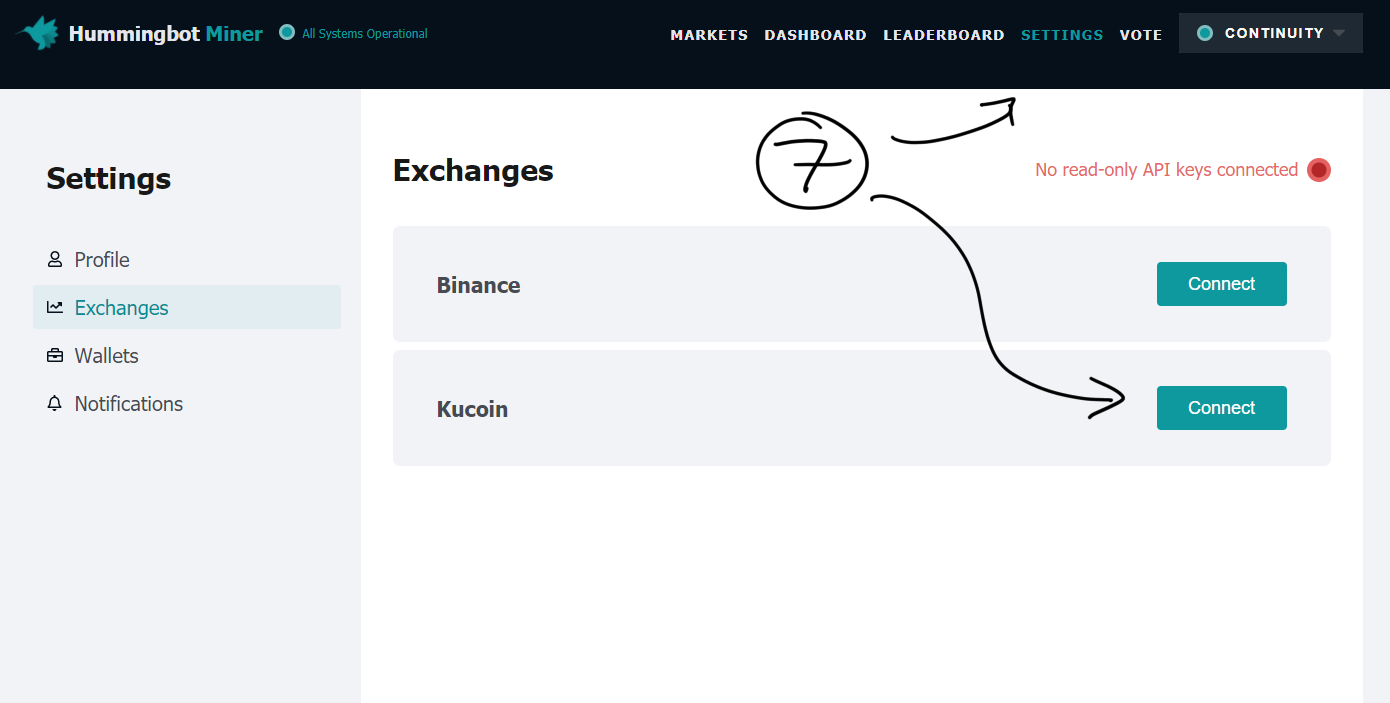 Hummingbot Miner
All Systems Operational
MARKETS DASHBOARD LEADERBOARD SETTINGS VOTE CONTINUITY
Settings
Profile
Exchanges
Wallets
Notifications
Exchanges
7
No read-only API keys connected
Binance
Connect
Kucoin
Connect